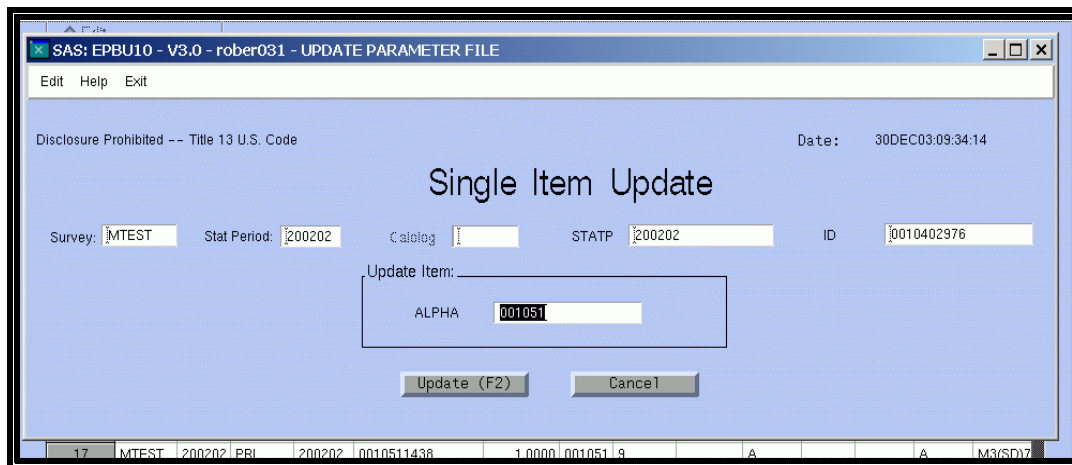 SAS: EPBU10 - V3.0 - rober031 - UPDATE PARAMETER FILE
Edit Help Exit
Disclosure Prohibited -- Title 13 U.S. Code Date: 30DEC03:09:34:14
Single Item Update
Survey: MTEST Stat Period: 200202 Calolog STATP 200202 ID 0010402976
Update Item:
ALPHA 001051
Update (F2) Cancel
17 MTEST 200202 PRI 200202 0010511438 1.0000 001051 9 A A M3(SD)7